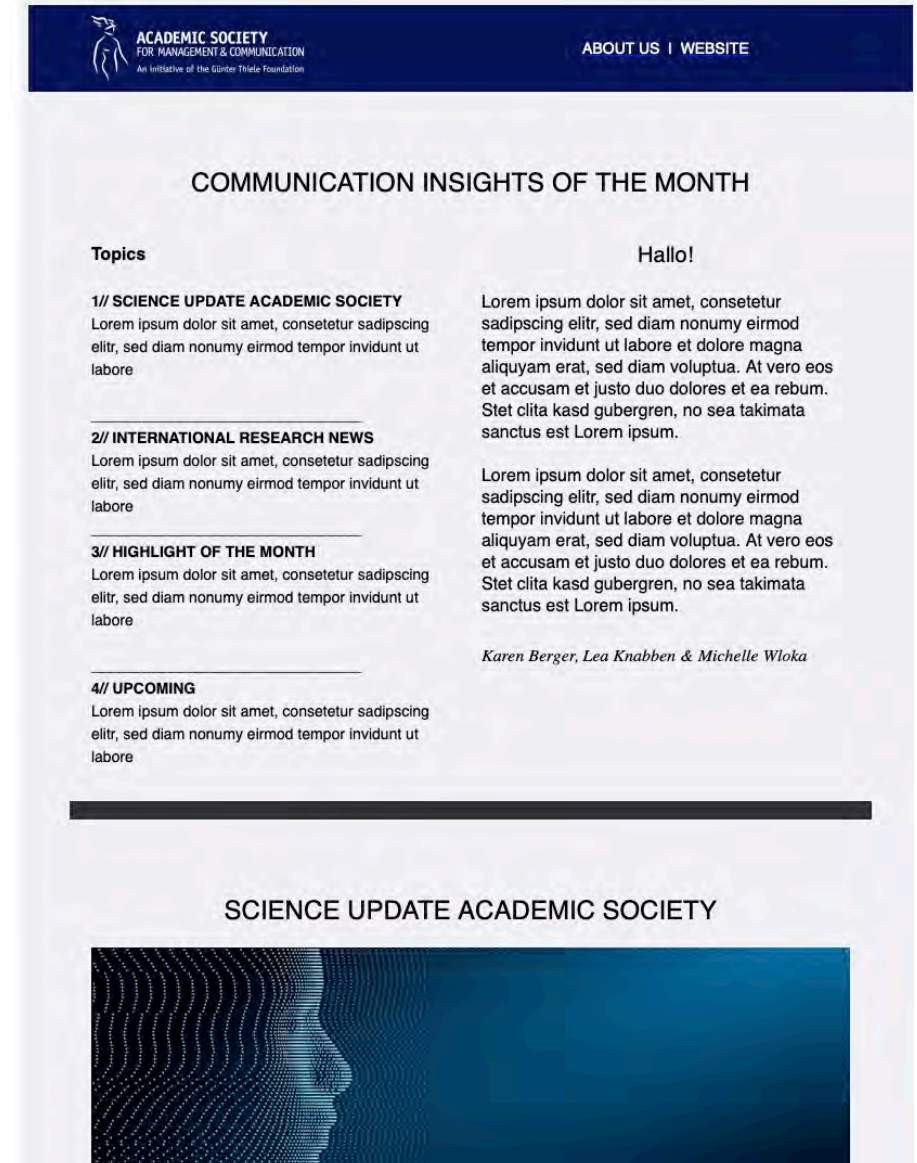 ACADEMIC SOCIETY
FOR MANAGEMENT & COMMUNICATION
An initiative of the Günter Thiele Foundation
ABOUT US I WEBSITE
COMMUNICATION INSIGHTS OF THE MONTH
Topics
1// SCIENCE UPDATE ACADEMIC SOCIETY
Lorem ipsum dolor sit amet, consetetur sadipscing
elitr, sed diam nonumy eirmod tempor invidunt ut
labore
2// INTERNATIONAL RESEARCH NEWS
Lorem ipsum dolor sit amet, consetetur sadipscing
elitr, sed diam nonumy eirmod tempor invidunt ut
labore
3// HIGHLIGHT OF THE MONTH
Lorem ipsum dolor sit amet, consetetur sadipscing
elitr, sed diam nonumy eirmod tempor invidunt ut
labore
4// UPCOMING
Lorem ipsum dolor sit amet, consetetur sadipscing
elitr, sed diam nonumy eirmod tempor invidunt ut
labore
Hallo!
Lorem ipsum dolor sit amet, consetetur
sadipscing elitr, sed diam nonumy eirmod
tempor invidunt ut labore et dolore magna
aliquyam erat, sed diam voluptua. At vero eos
et accusam et justo duo dolores et ea rebum.
Stet clita kasd gubergren, no sea takimata
sanctus est Lorem ipsum.
Lorem ipsum dolor sit amet, consetetur
sadipscing elitr, sed diam nonumy eirmod
tempor invidunt ut labore et dolore magna
aliquyam erat, sed diam voluptua. At vero eos
et accusam et justo duo dolores et ea rebum.
Stet clita kasd gubergren, no sea takimata
sanctus est Lorem ipsum.
Karen Berger, Lea Knabben & Michelle Wloka
SCIENCE UPDATE ACADEMIC SOCIETY